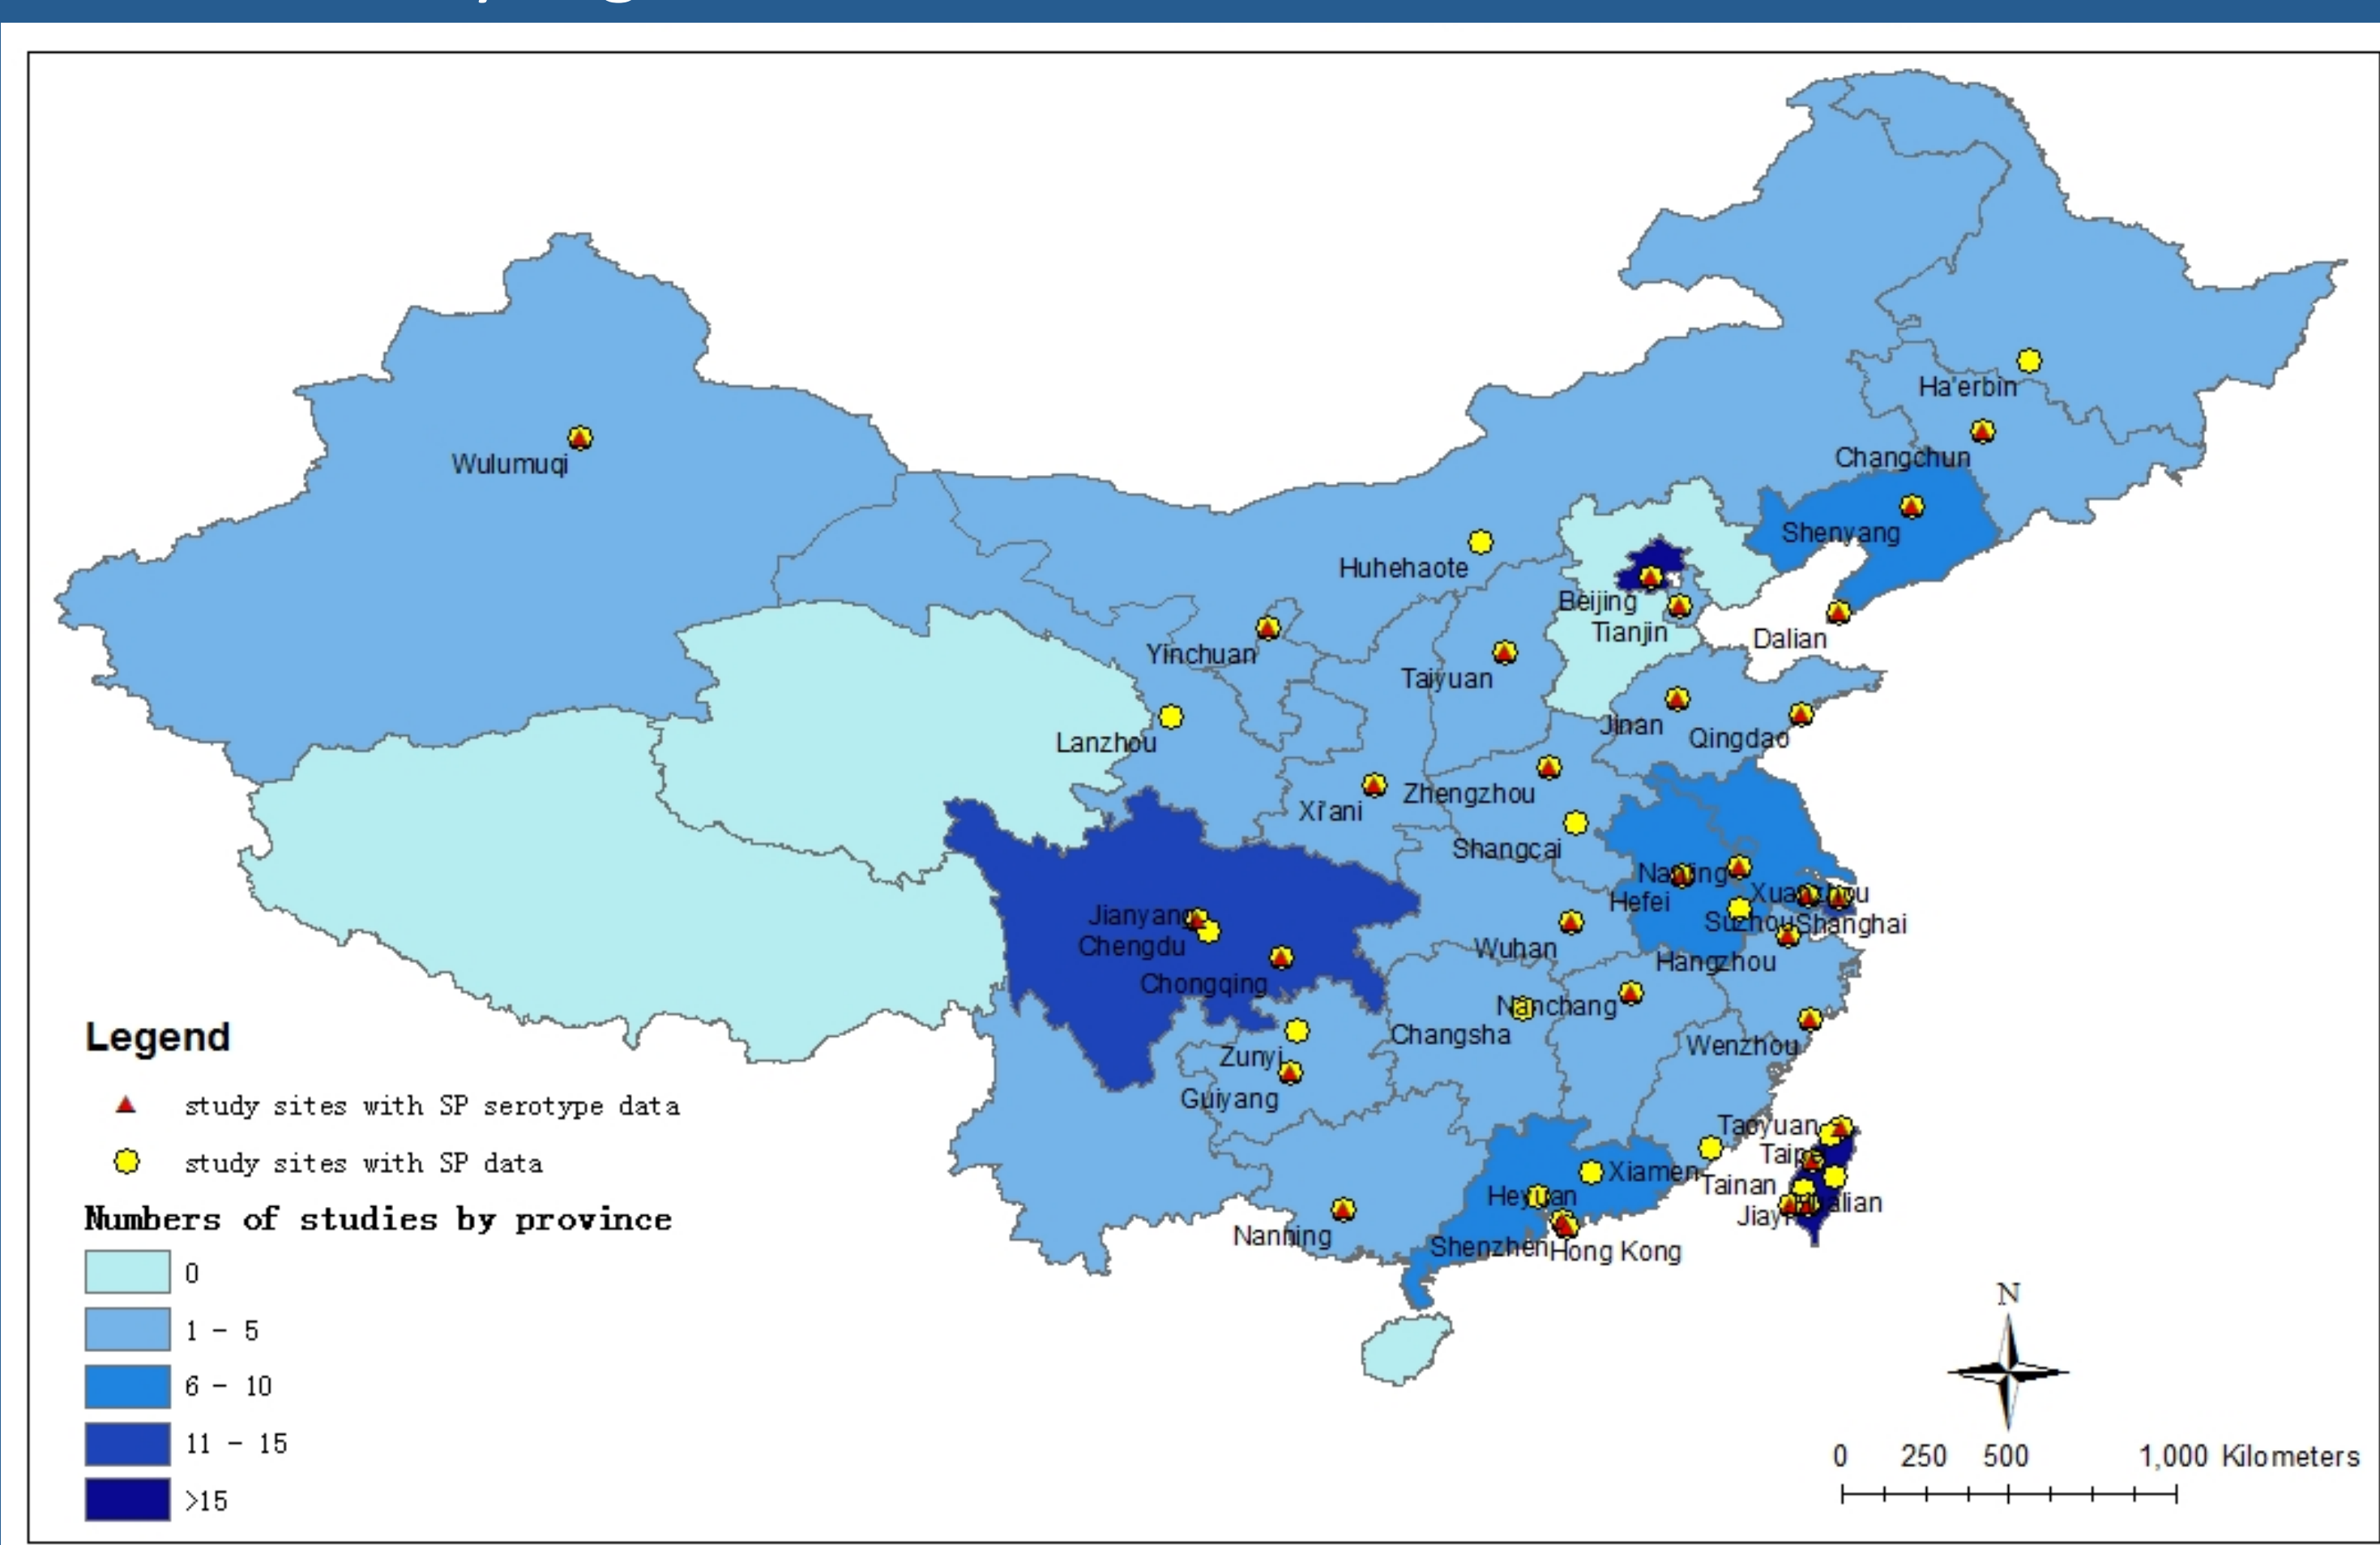 Ha'erbin
Changchun
Wulumuqi
Shenyang
Huhehaote
Beijing
Tianjin
Dalian
Yinchuan
Taiyuan
Jinan
Qingdao
Lanzhou
Zhengzhou
Xi'ani
Shangcai
Hefei
Jianyang
Chengdu
Suzhou
Shanghai
Wuhan
Hangzhou
Chongqing
Nanchang
Changsha
Wenzhou
Zunyi
Guiyang
Taoyuan
Xiamen
Tainan
Heyuan
Nanning
Shenzhen
Hong Kong
Legend
study sites with SP serotype data
study sites with SP data
Numbers of studies by province
0
1 - 5
6 - 10
11 - 15
>15
N
0 250 500 1,000 Kilometers